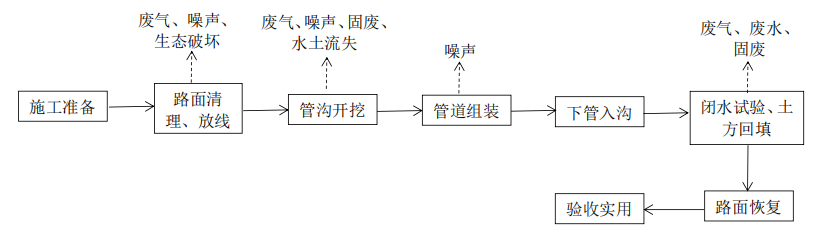 废气、噪声、
生态破坏
废气、噪声、固废、
水土流失
噪声
废气、废水、
固废
施工准备
路面清
理、放线
管沟开挖
管道组装
下管入沟
闭水试验、土
方回填
路面恢复
验收实用